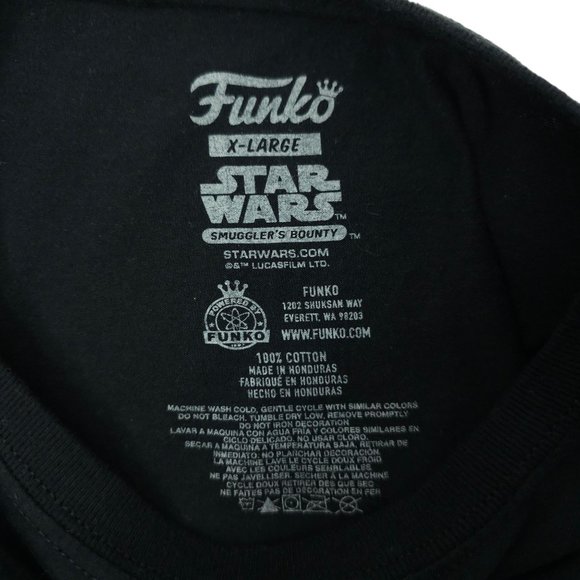 Funko
X-LARGE
STAR
WARS™
SMUGGLER'S BOUNTY™
STARWARS.COM
©&™ LUCASFILM LTD.
POWERED BY
FUNKO
FUNKO
1202 SHUKSAN WAY
EVERETT, WA 98203
WWW.FUNKO.COM
100% COTTON
MADE IN HONDURAS
FABRIQUÉ EN HONDURAS
HECHO EN HONDURAS
MACHINE WASH COLD, GENTLE CYCLE WITH SIMILAR COLORS
DO NOT BLEACH. TUMBLE DRY LOW, REMOVE PROMPTLY
DO NOT IRON DECORATION
LAVAR A MAQUINA CON AGUA FRIA Y COLORES SIMILARES EN
CICLO DELICADO. NO USAR CLORO.
SECAR A MAQUINA A TEMPERATURA BAJA, RETIRAR DE
INMEDIATO. NO PLANCHAR DECORACIÓN.
LA MACHINE LAVE LE CYCLE DOUX FROID
AVEC LES COULEURS SEMBLABLES.
NE PAS JAVELLISER. SECHER A LA MACHINE
CYCLE DOUX RETIRER DES QUE SEC
NE FAITES PAS DE DECORATION EN FER